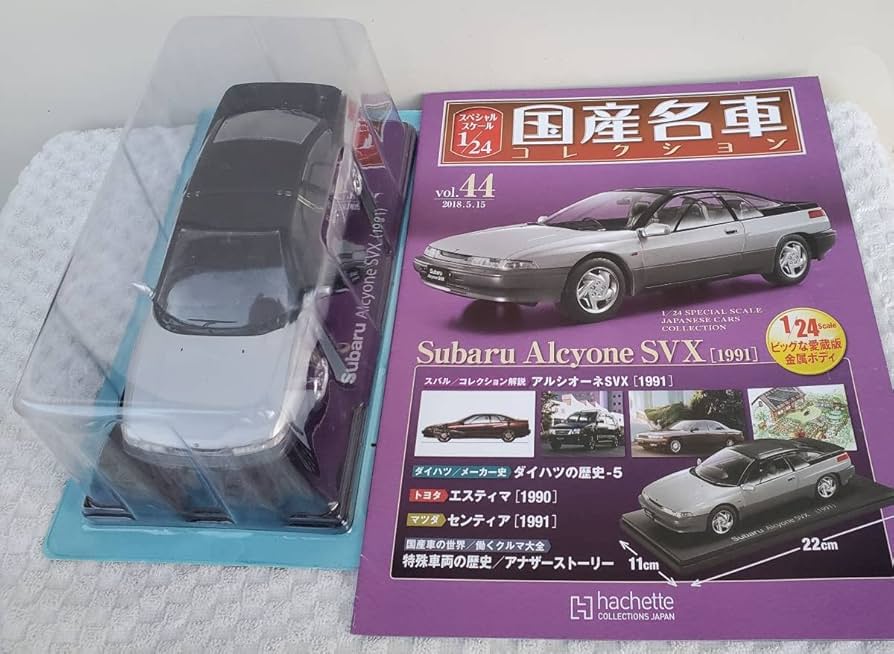 Subaru Alcyone SVX (1991)
スペシャル
スケール
1/24
国産名車
コレクション
vol.44
2018.5.15
1/24 SPECIAL SCALE
JAPANESE CARS
COLLECTION
1/24 Scale
ビッグな愛蔵版
金属ボディ
Subaru Alcyone SVX [1991]
スバル/コレクション解説 アルシオーネSVX [1991]
ダイハツ/メーカー史 ダイハツの歴史-5
トヨタ エスティマ [1990]
マツダ センティア [1991]
国産車の世界/働くクルマ大全
特殊車両の歴史/アナザーストーリー
Subaru Alcyone SVX (1991)
11cm
22cm
hachette
COLLECTIONS JAPAN